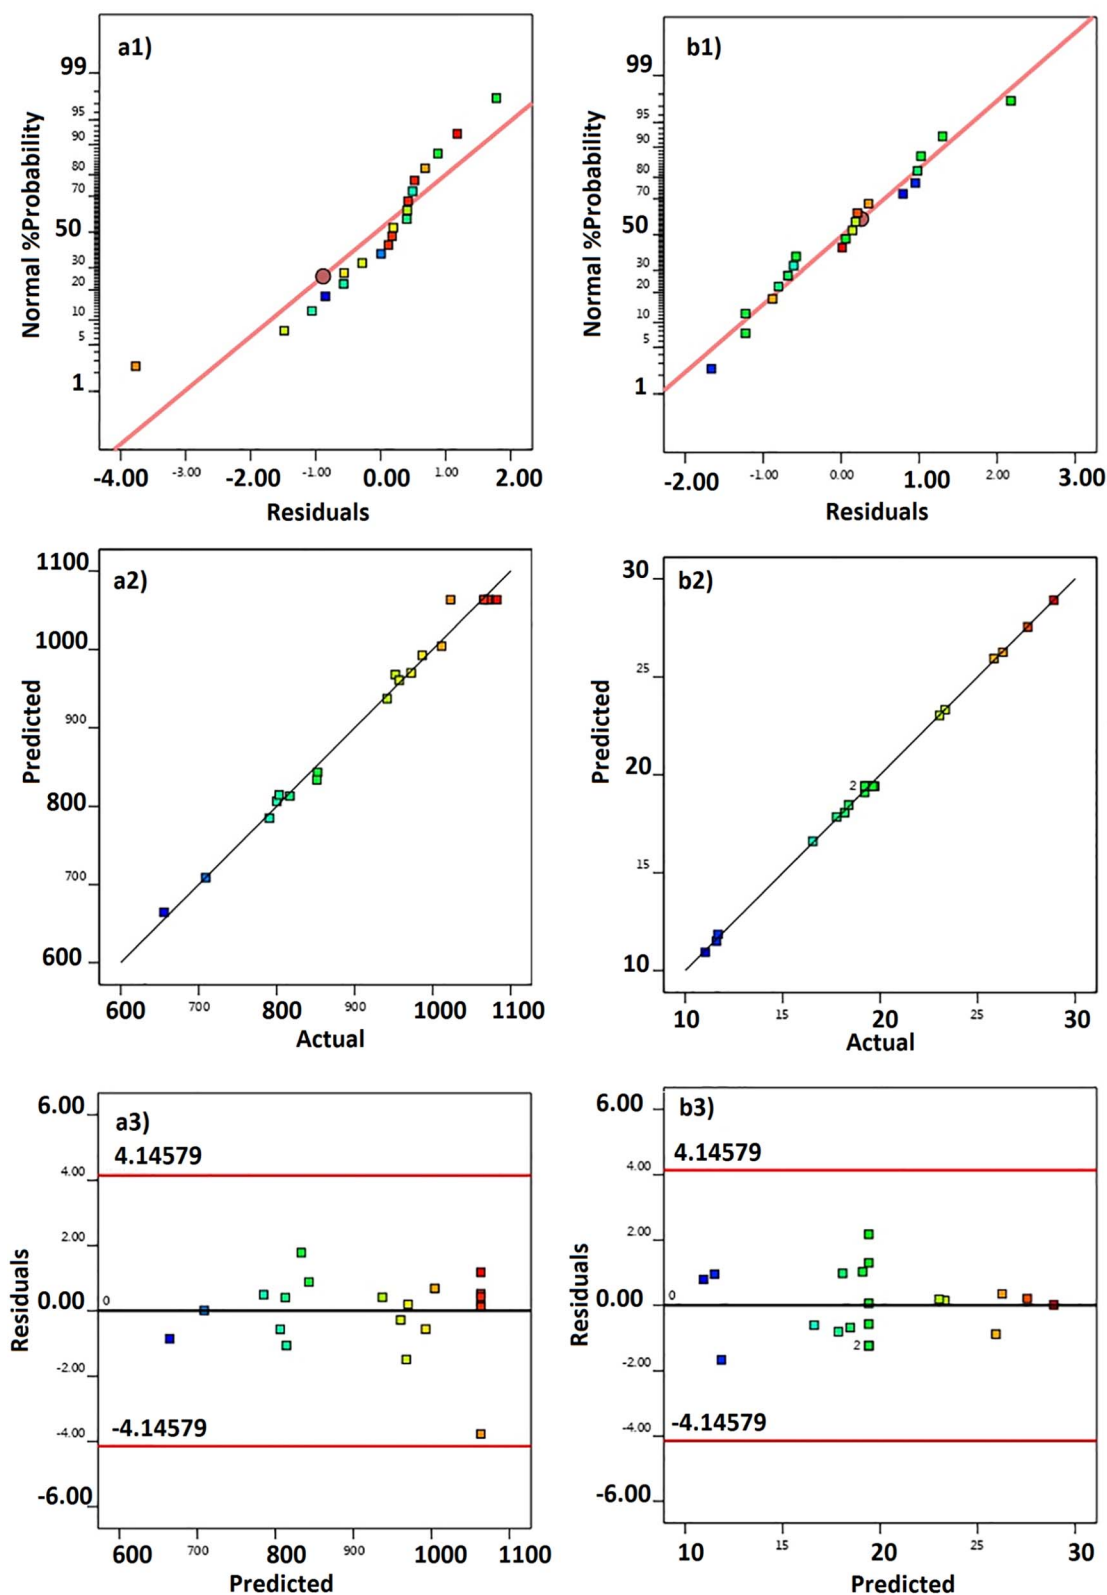 a1)
Normal %Probability
99
95
90
80
70
50
30
20
10
5
1
-4.00 -3.00 -2.00 -1.00 0.00 1.00 2.00
Residuals
b1)
Normal %Probability
99
95
90
80
70
50
30
20
10
5
1
-2.00 -1.00 0.00 1.00 2.00 3.00
Residuals
a2)
Predicted
1100
1000
900
800
700
600
600 700 800 900 1000 1100
Actual
b2)
Predicted
30
25
20
2
15
10
10 15 20 25 30
Actual
a3)
Residuals
6.00
4.14579
4.00
2.00
0.00
0
-2.00
-4.14579
-4.00
-6.00
600 700 800 900 1000 1100
Predicted
b3)
Residuals
6.00
4.14579
4.00
2.00
0.00
0
2
-2.00
-4.14579
-4.00
-6.00
10 15 20 25 30
Predicted